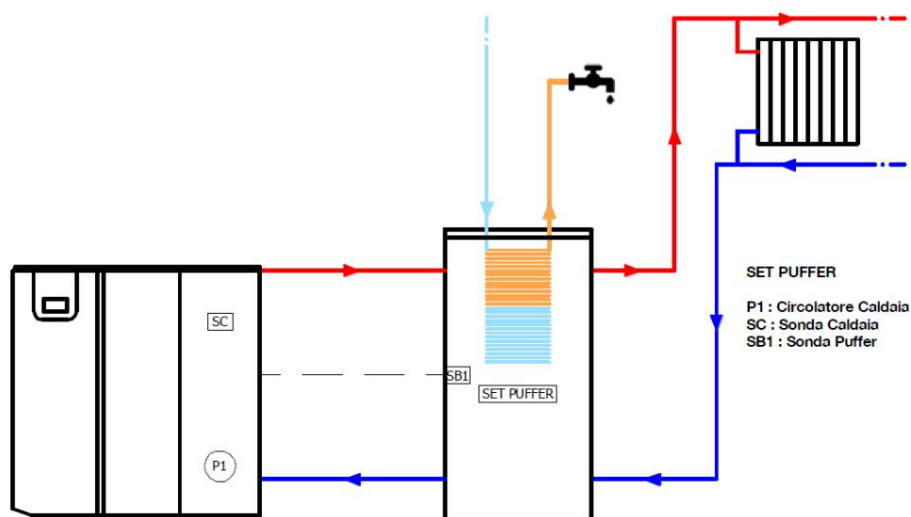 SC
SB1
SET PUFFER
P1
SET PUFFER
P1 : Circolatore Caldaia
SC : Sonda Caldaia
SB1 : Sonda Puffer